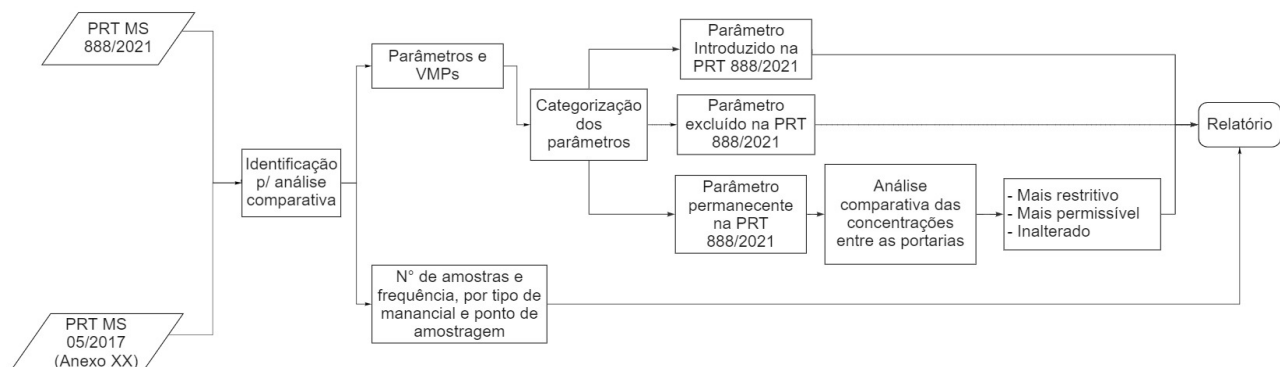 PRT MS
888/2021
PRT MS
05/2017
(Anexo XX)
Identificação
p/ análise
comparativa
Parâmetros e
VMPs
N° de amostras e
frequência, por tipo de
manancial e ponto de
amostragem
Categorização
dos
parâmetros
Parâmetro
Introduzido na
PRT 888/2021
Parâmetro
excluído na PRT
888/2021
Parâmetro
permanecente
na PRT
888/2021
Análise
comparativa das
concentrações
entre as portarias
- Mais restritivo
- Mais permissível
- Inalterado
Relatório